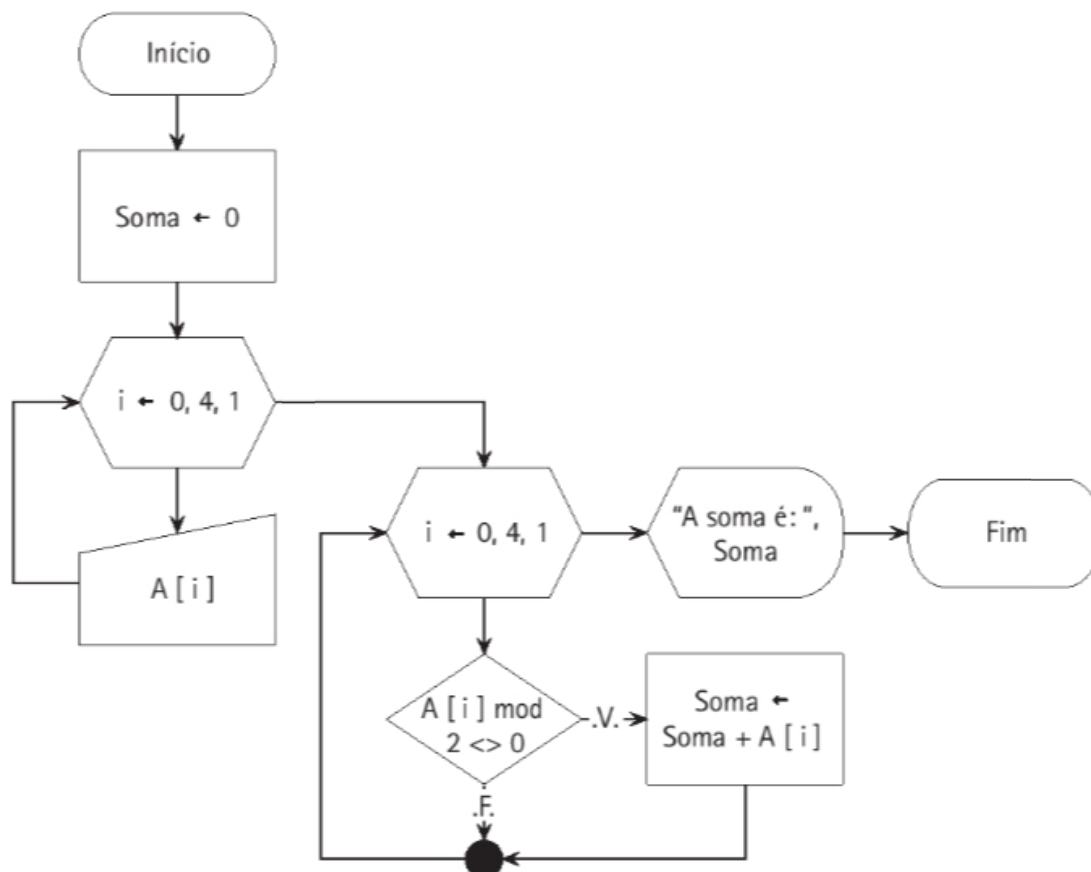 Início
Soma ← 0
i ← 0, 4, 1
A [ i ]
i ← 0, 4, 1
"A soma é: ",
Soma
Fim
A [ i ] mod
2 <> 0
.V.
Soma ←
Soma + A [ i ]
.F.